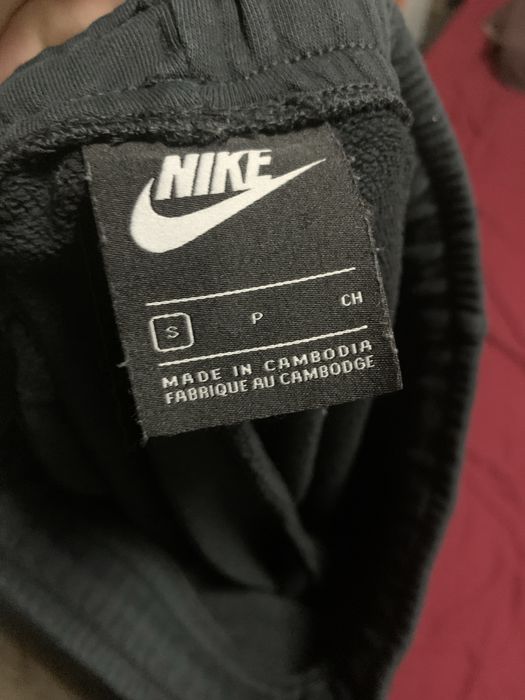 NIKE
S P CH
MADE IN CAMBODIA
FABRIQUE AU CAMBODGE